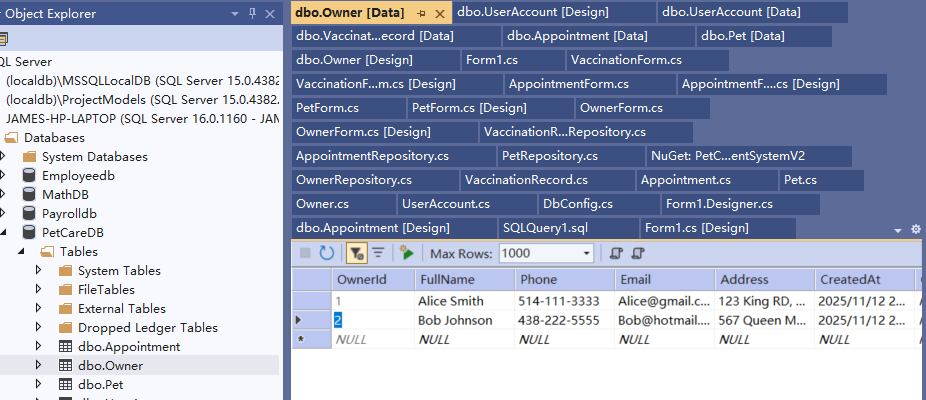 Object Explorer
dbo.Owner [Data]
dbo.UserAccount [Design]
dbo.UserAccount [Data]
dbo.Vaccinat...ecord [Data]
dbo.Appointment [Data]
dbo.Pet [Data]
dbo.Owner [Design]
Form1.cs
VaccinationForm.cs
VaccinationF...m.cs [Design]
AppointmentForm.cs
AppointmentF....cs [Design]
PetForm.cs
PetForm.cs [Design]
OwnerForm.cs
OwnerForm.cs [Design]
VaccinationR...Repository.cs
AppointmentRepository.cs
PetRepository.cs
NuGet: PetC...entSystemV2
OwnerRepository.cs
VaccinationRecord.cs
Appointment.cs
Pet.cs
Owner.cs
UserAccount.cs
DbConfig.cs
Form1.Designer.cs
dbo.Appointment [Design]
SQLQuery1.sql
Form1.cs [Design]
QL Server
(localdb)\MSSQLLocalDB (SQL Server 15.0.4382.
(localdb)\ProjectModels (SQL Server 15.0.4382.
JAMES-HP-LAPTOP (SQL Server 16.0.1160 - JAN
Databases
System Databases
Employeedb
MathDB
Payrolldb
PetCareDB
Tables
System Tables
FileTables
External Tables
Dropped Ledger Tables
dbo.Appointment
dbo.Owner
dbo.Pet
Max Rows: 1000
OwnerId FullName Phone Email Address CreatedAt
1 Alice Smith 514-111-3333 Alice@gmail.c... 123 King RD, ... 2025/11/12 2...
2 Bob Johnson 438-222-5555 Bob@hotmail.... 567 Queen M... 2025/11/12 2...
NULL NULL NULL NULL NULL NULL